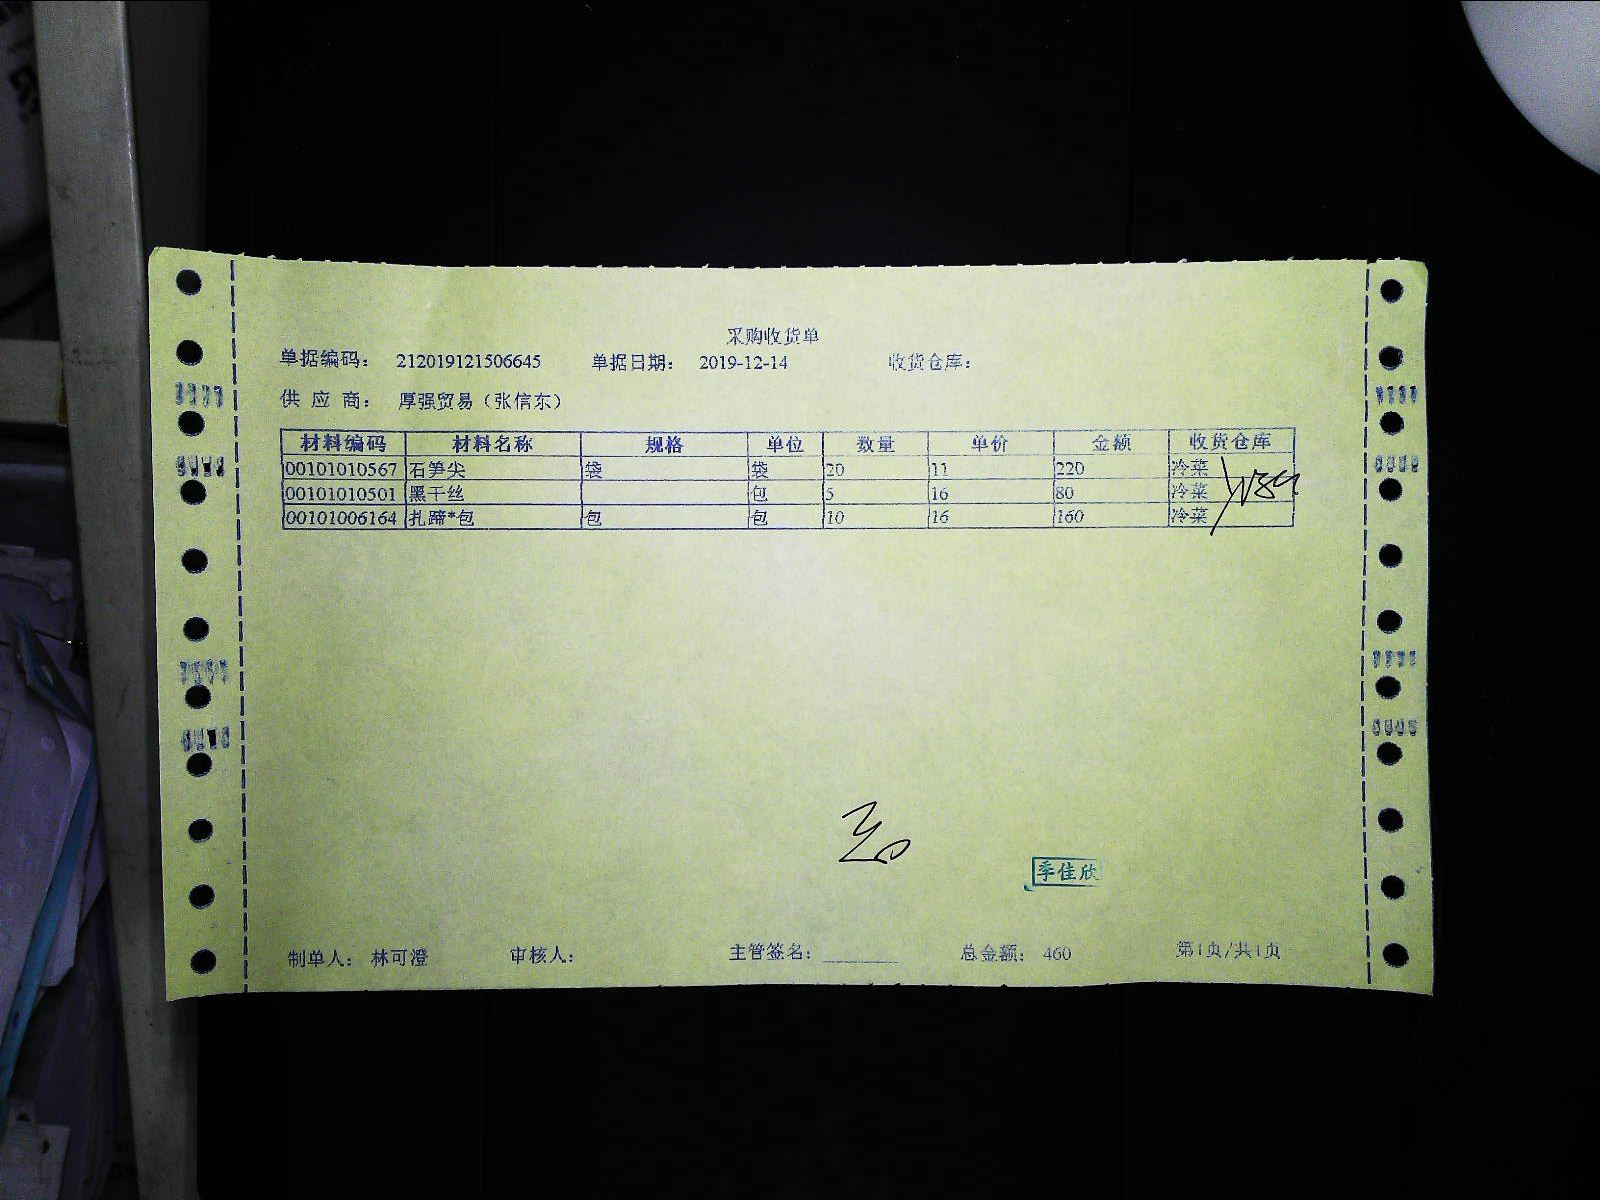 采购收货单
单据编码： 212019121506645 单据日期： 2019-12-14 收货仓库：
供 应 商： 厚强贸易（张信东）
材料编码 材料名称 规格 单位 数量 单价 金额 收货仓库
00101010567 石笋尖 袋 袋 20 11 220 冷菜
00101010501 黑干丝 包 5 16 80 冷菜
00101006164 扎蹄*包 包 包 10 16 160 冷菜
季佳欣
制单人： 林可澄 审核人： 主管签名： 总金额： 460 第1页/共1页